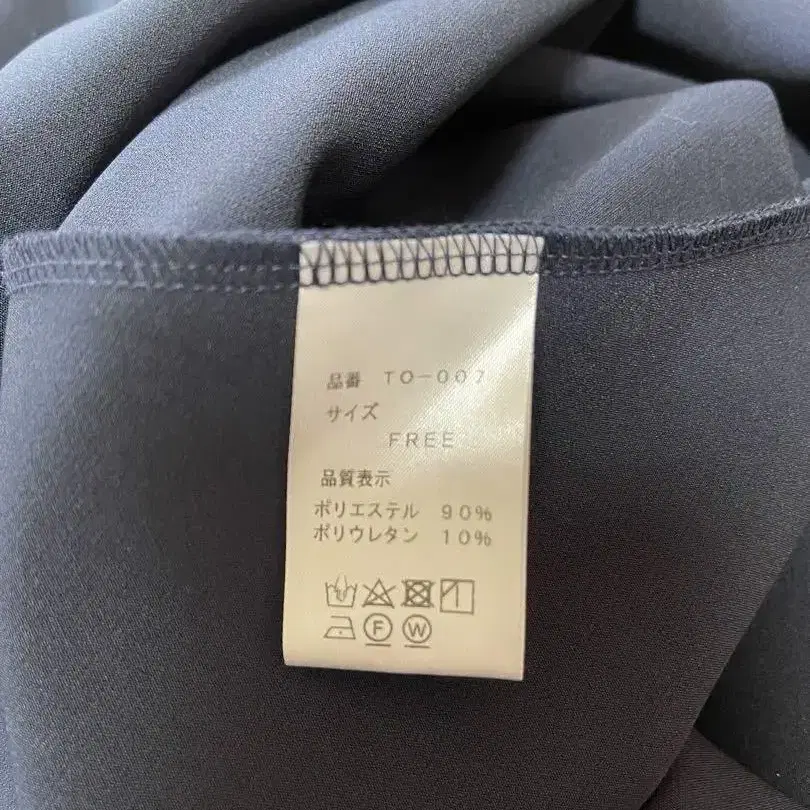 品番 TO-007
サイズ
FREE
品質表示
ポリエステル 90%
ポリウレタン 10%
F W